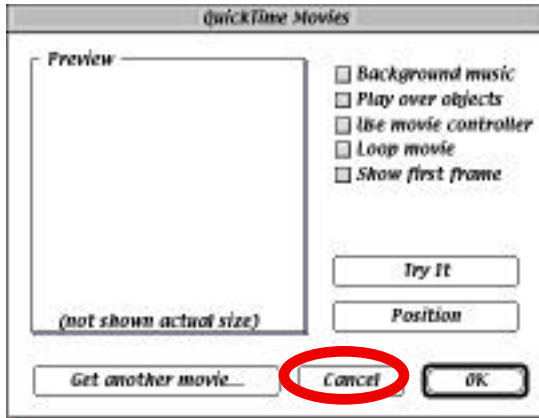 QuickTime Movies
Preview
Background music
Play over objects
Use movie controller
Loop movie
Show first frame
Try It
(not shown actual size)
Position
Get another movie...
Cancel
OK